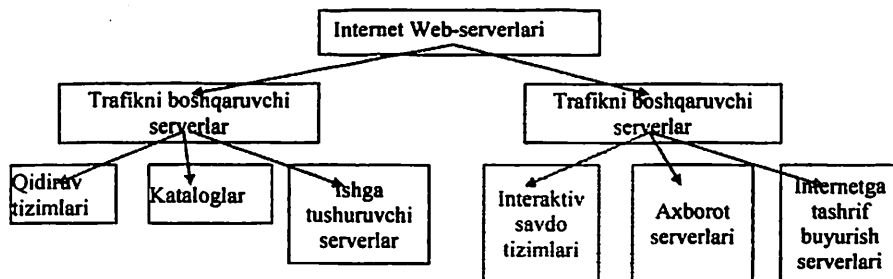 Internet Web-serverlari
Trafikni boshqaruvchi
serverlar
Trafikni boshqaruvchi
serverlar
Qidiruv
tizimlari
Kataloglar
Ishga
tushuruvchi
serverlar
Interaktiv
savdo
tizimlari
Axborot
serverlari
Internetga
tashrif
buyurish
serverlari